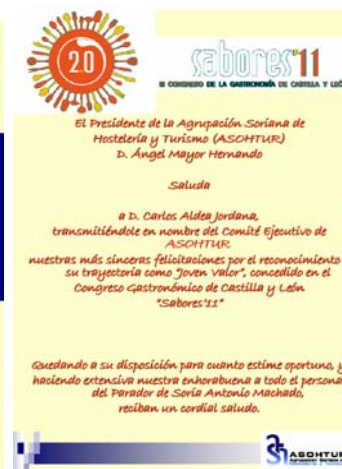 2.0
sabores'11
III CONGRESO DE LA GASTRONOMÍA DE CASTILLA Y LEÓ
El Presidente de la Agrupación Soriana de
Hostelería y Turismo (ASOHTUR)
D. Ángel Mayor Hernando
Saluda
a D. Carlos Aldea Jordana,
transmitiéndole en nombre del Comité Ejecutivo de
ASOHTUR
nuestras más sinceras felicitaciones por el reconocimiento
su trayectoria como "Joven Valor", concedido en el
Congreso Gastronómico de Castilla y León
"Sabores'11"
Quedando a su disposición para cuanto estime oportuno, y
haciendo extensiva nuestra enhorabuena a todo el persona
del Parador de Soria Antonio Machado,
reciban un cordial saludo.
ASOHTUR